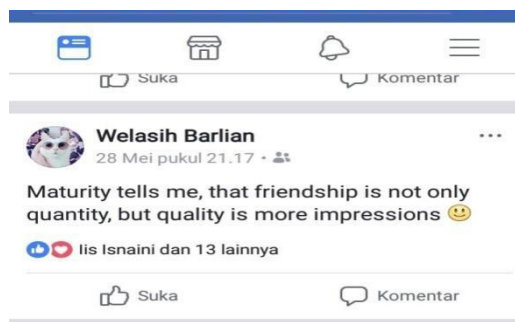 Suka Komentar
Welasih Barlian
28 Mei pukul 21.17 ·
Maturity tells me, that friendship is not only
quantity, but quality is more impressions
Iis Isnaini dan 13 lainnya
Suka Komentar